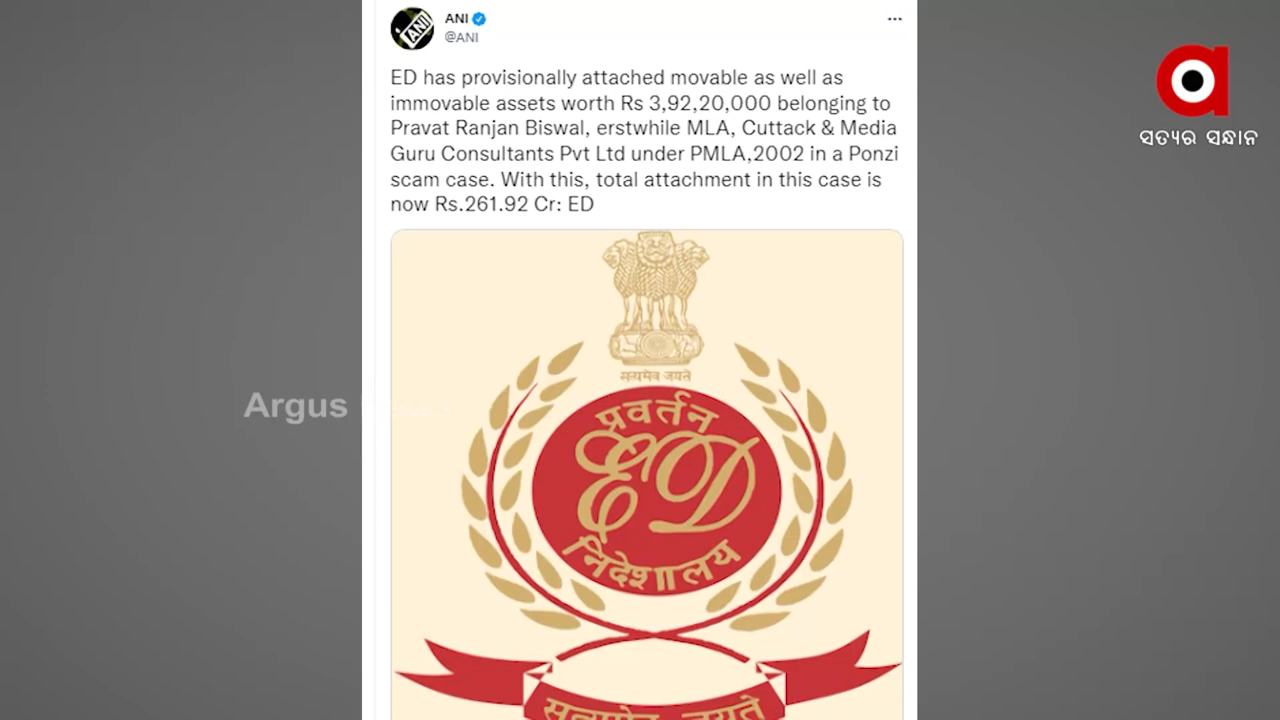 ANI
@ANI
ED has provisionally attached movable as well as
immovable assets worth Rs 3,92,20,000 belonging to
Pravat Ranjan Biswal, erstwhile MLA, Cuttack & Media
Guru Consultants Pvt Ltd under PMLA,2002 in a Ponzi
scam case. With this, total attachment in this case is
now Rs.261.92 Cr: ED
सत्यमेव जयते
प्रवर्तन
ED
निदेशालय
सत्यमेव जयते
Argus
ସତ୍ୟର ସନ୍ଧାନ